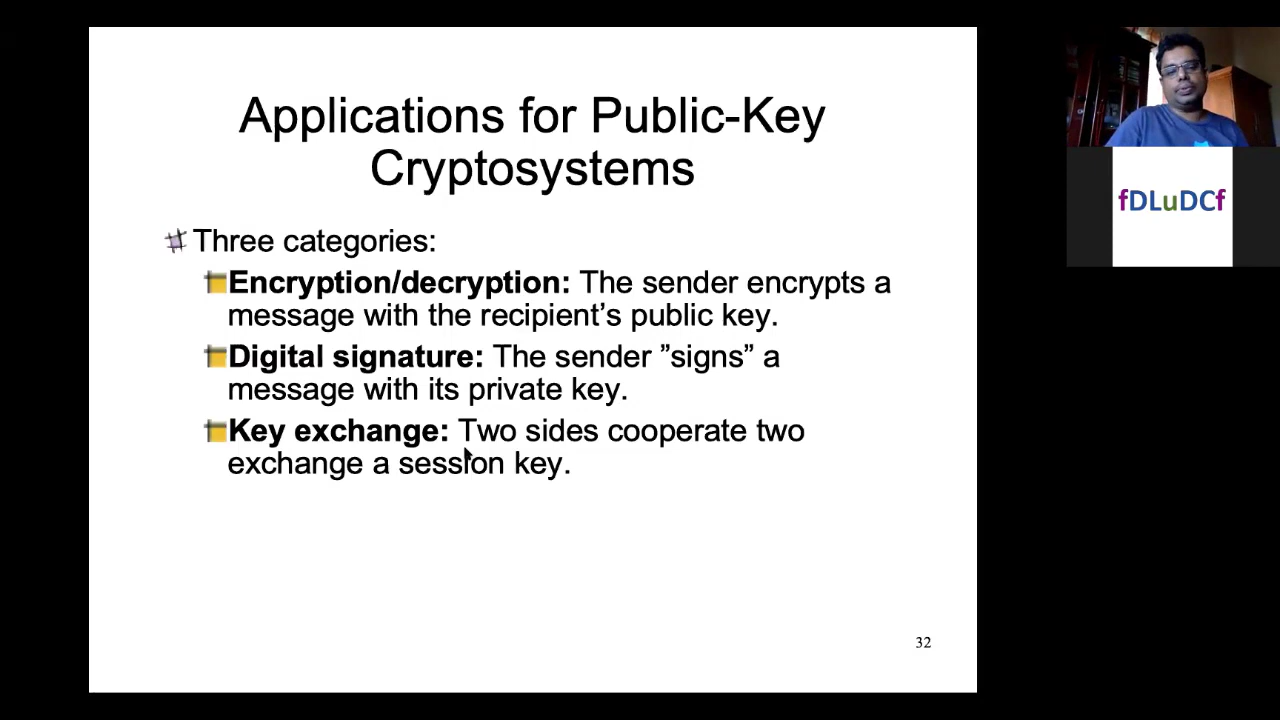 Applications for Public-Key
Cryptosystems
Three categories:
Encryption/decryption: The sender encrypts a
message with the recipient’s public key.
Digital signature: The sender ”signs” a
message with its private key.
Key exchange: Two sides cooperate two
exchange a session key.
32
fDLuDCf